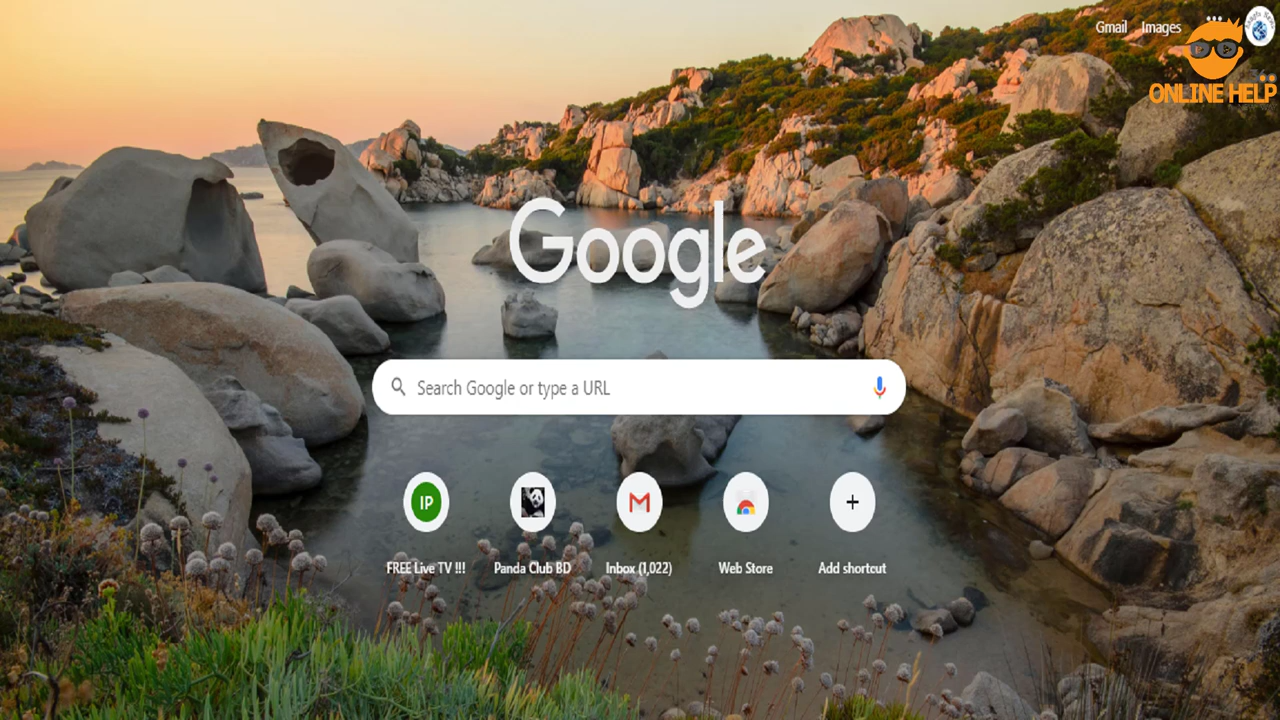 Gmail Images
ONLINE HELP
Google
Search Google or type a URL
IP
FREE Live TV !!!
Panda Club BD
Inbox (1,022)
Web Store
Add shortcut